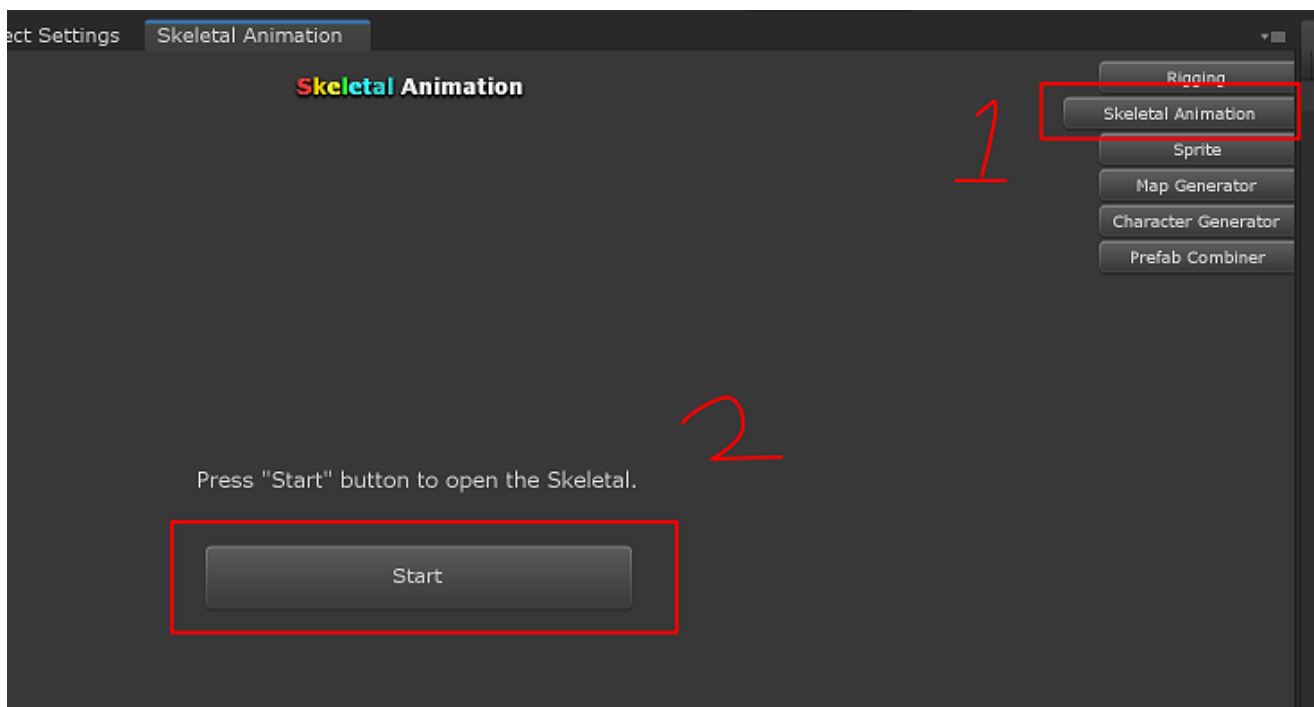 ect Settings
Skeletal Animation
Skeletal Animation
Rigging
Skeletal Animation
Sprite
Map Generator
Character Generator
Prefab Combiner
1
2
Press "Start" button to open the Skeletal.
Start